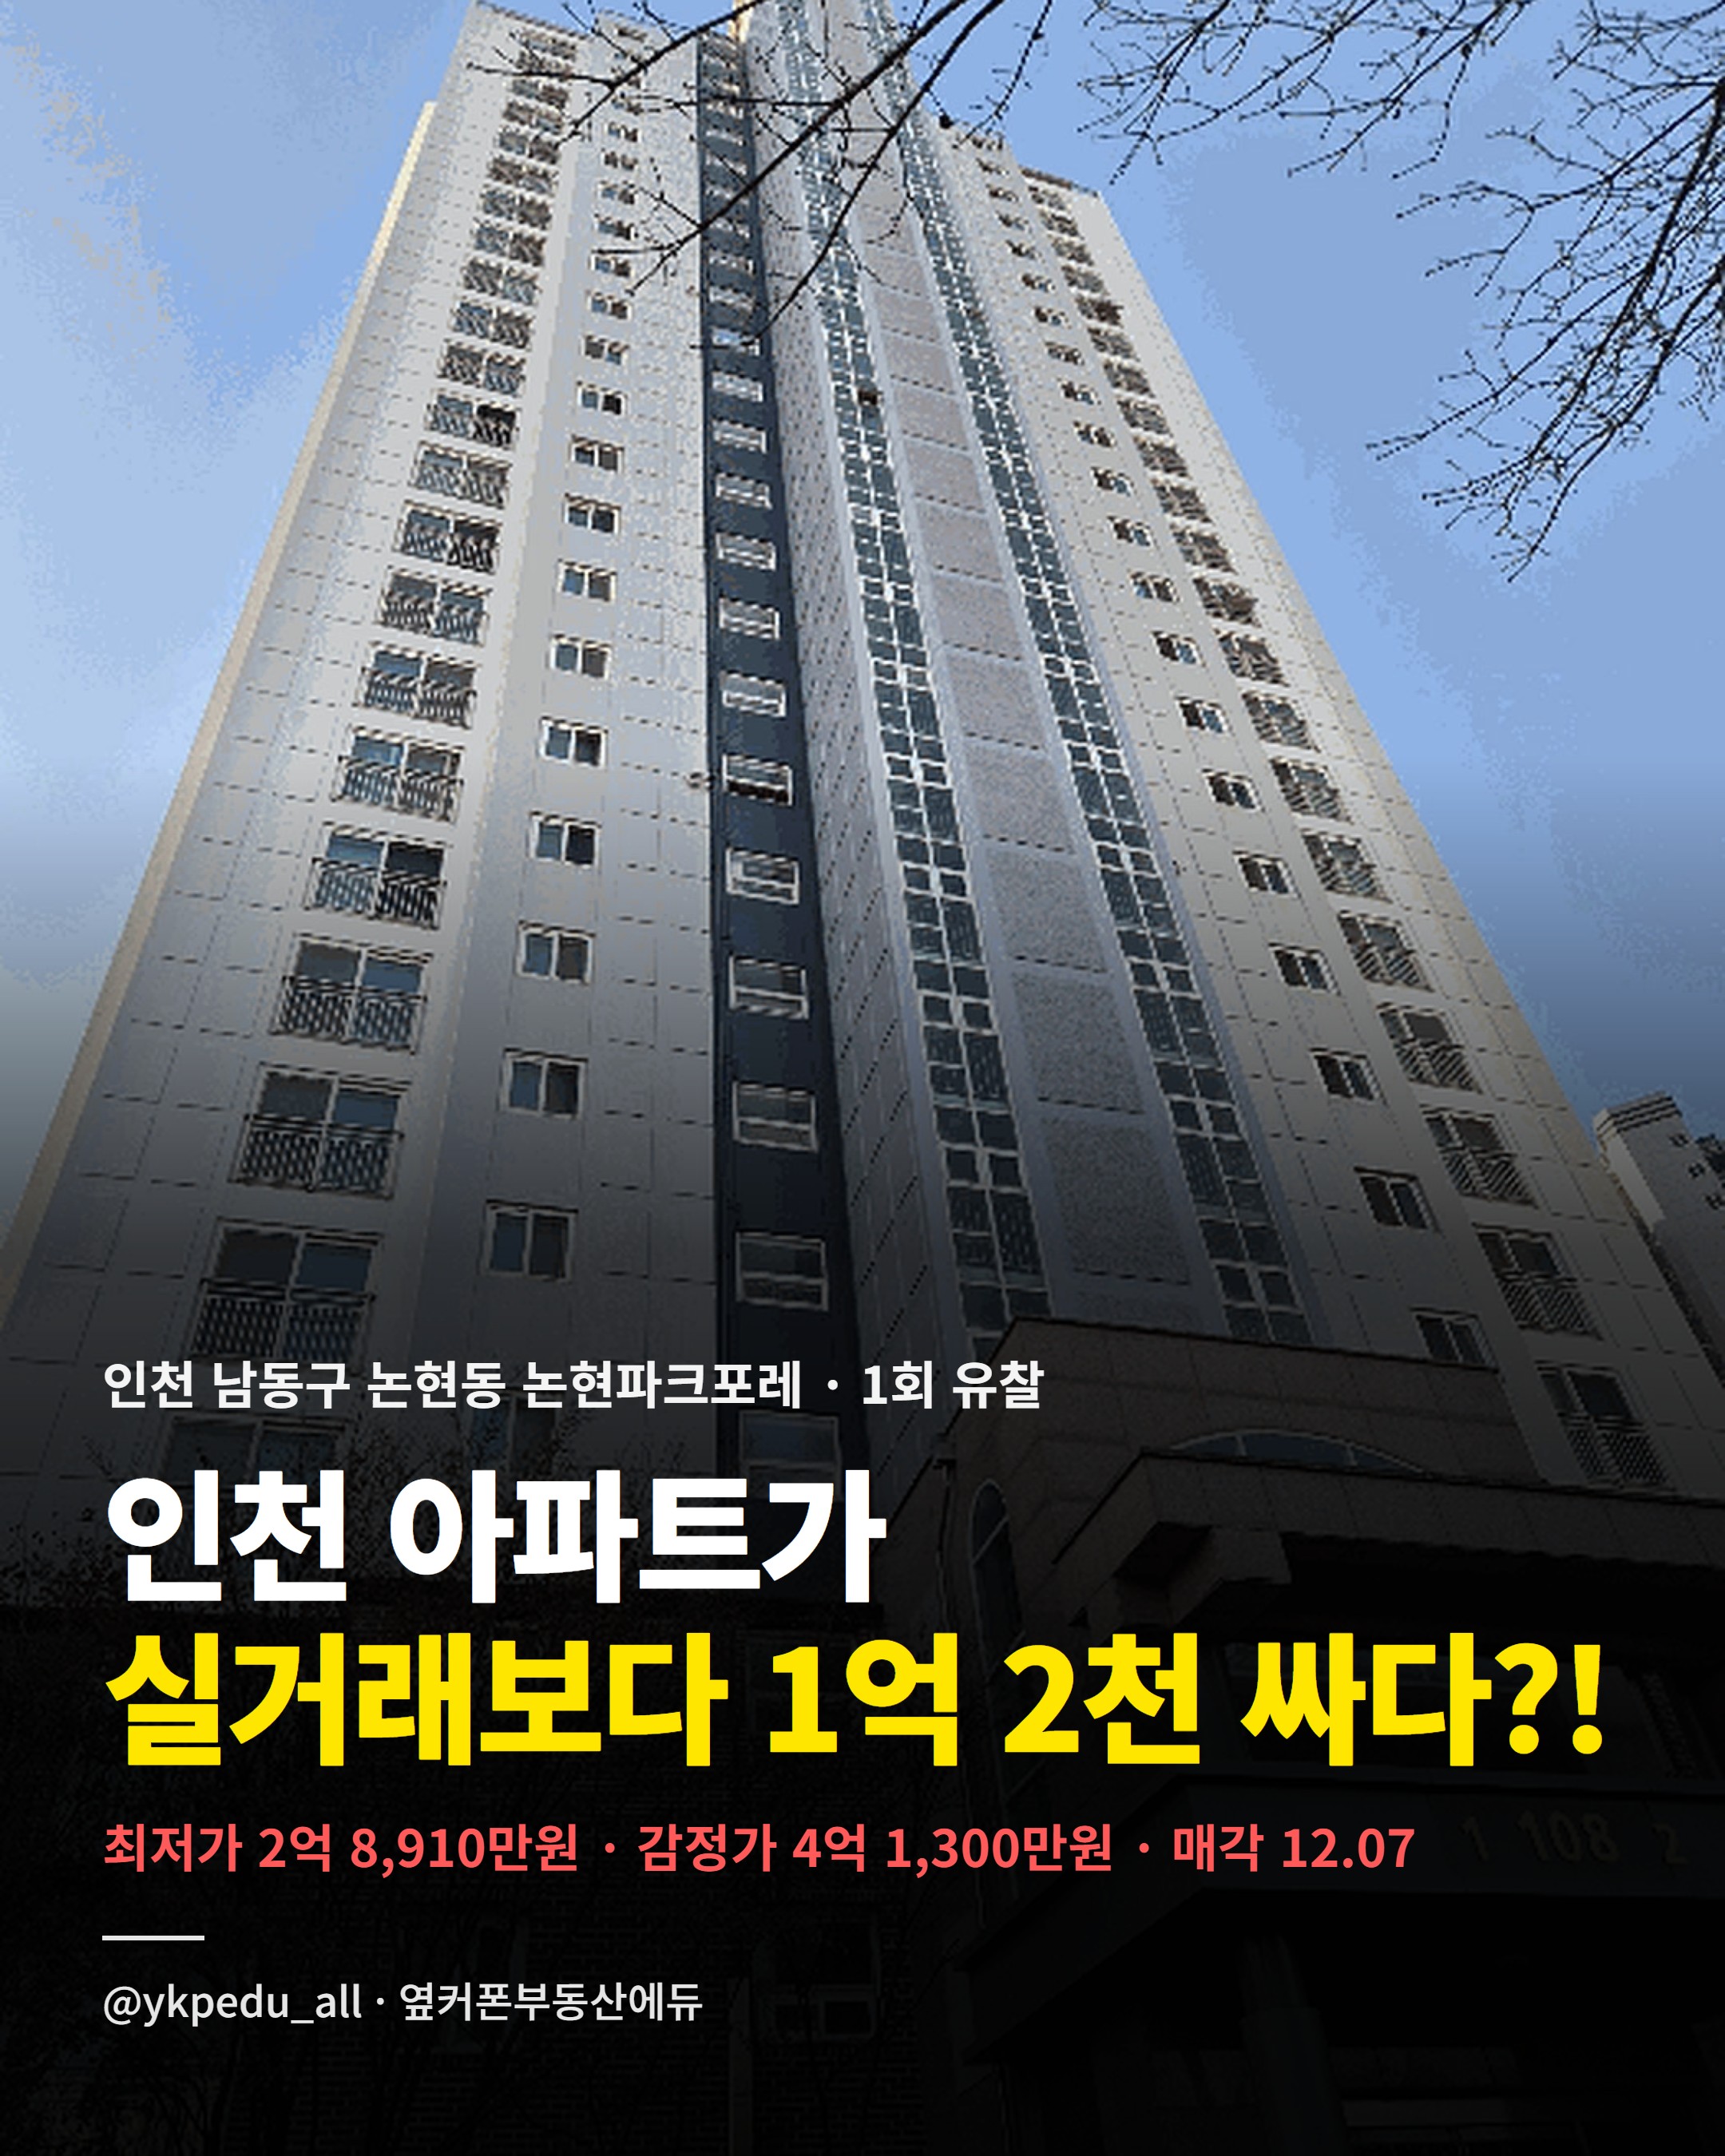 인천 남동구 논현동 논현파크포레 · 1회 유찰
인천 아파트가
실거래보다 1억 2천 싸다?!
최저가 2억 8,910만원 · 감정가 4억 1,300만원 · 매각 12.07
1 108 2
@ykpedu_all · 옆커폰부동산에듀